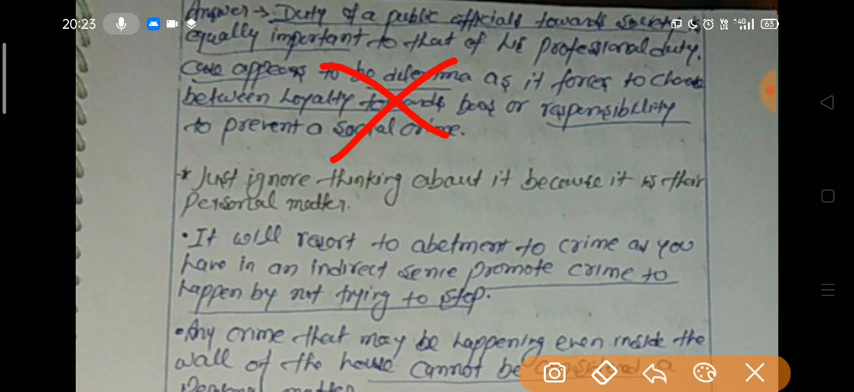 20:23
4G
63
Answer → Duty of a public officials towards society
equally important to that of his professional duty.
Case appears to be dilemma as it forces to choose
between Loyalty towards boss or responsibility
to prevent a social crime.
* Just ignore thinking about it because it is their
Personal matter.
• It will resort to abetment to crime as you
have in an indirect sense promote crime to
happen by not trying to stop.
• Any crime that may be happening even inside the
wall of the house cannot be a
Personal matter